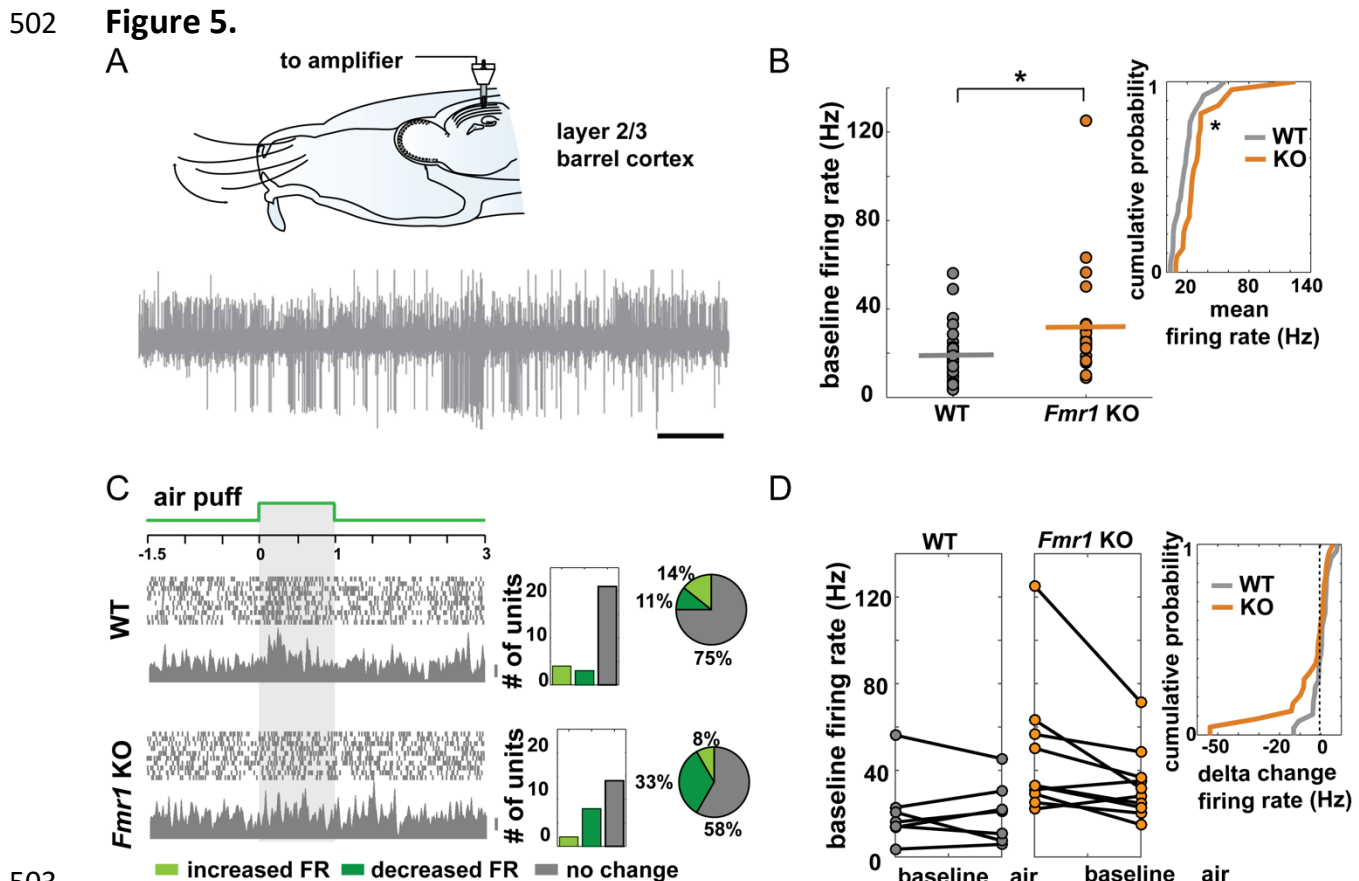 502 Figure 5.
A
to amplifier
layer 2/3
barrel cortex
B
*
baseline firing rate (Hz)
120
80
40
0
WT
Fmr1 KO
cumulative probability
1
0
*
WT
KO
20 80 140
mean
firing rate (Hz)
C
air puff
-1.5 0 1 3
WT
# of units
20
10
0
14%
11%
75%
Fmr1 KO
# of units
20
10
0
8%
33%
58%
increased FR decreased FR no change
D
WT
Fmr1 KO
baseline firing rate (Hz)
120
80
40
0
baseline air baseline air
cumulative probability
1
0
WT
KO
-50 -20 0
delta change
firing rate (Hz)
503